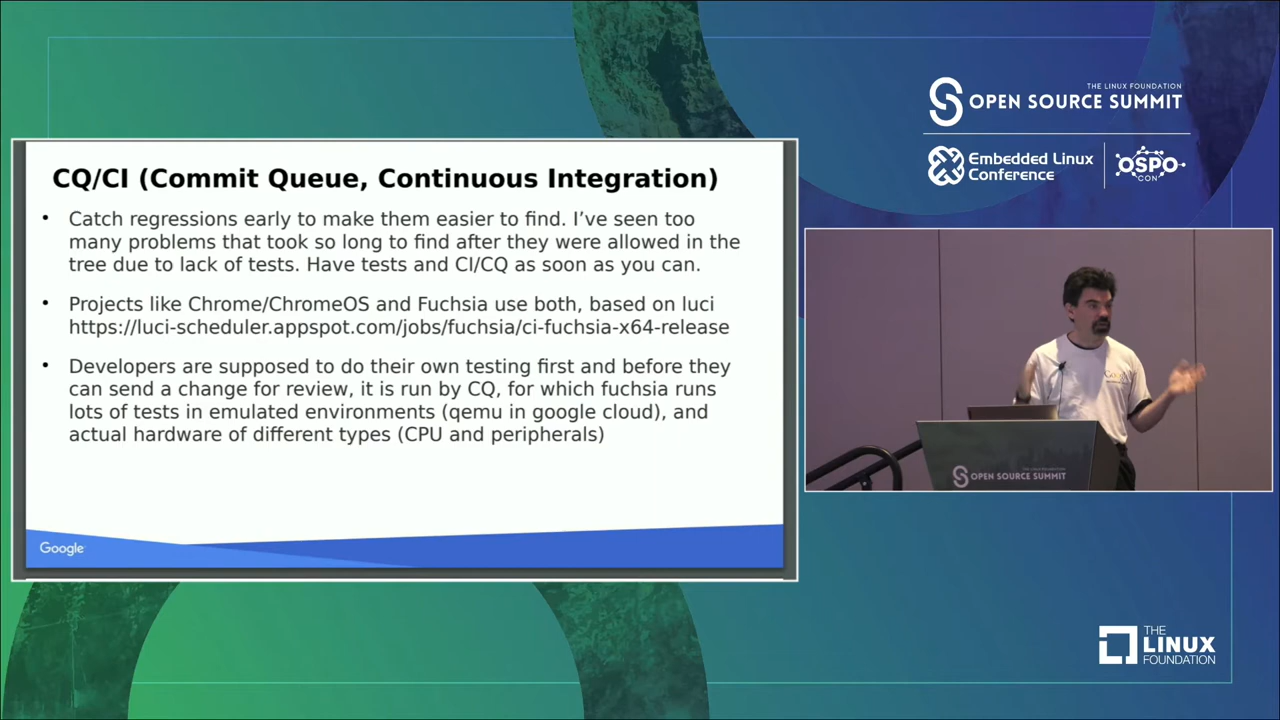 THE LINUX FOUNDATION
OPEN SOURCE SUMMIT
Embedded Linux
Conference
OSPO
CON
CQ/CI (Commit Queue, Continuous Integration)
• Catch regressions early to make them easier to find. I’ve seen too
many problems that took so long to find after they were allowed in the
tree due to lack of tests. Have tests and CI/CQ as soon as you can.
• Projects like Chrome/ChromeOS and Fuchsia use both, based on luci
https://luci-scheduler.appspot.com/jobs/fuchsia/ci-fuchsia-x64-release
• Developers are supposed to do their own testing first and before they
can send a change for review, it is run by CQ, for which fuchsia runs
lots of tests in emulated environments (qemu in google cloud), and
actual hardware of different types (CPU and peripherals)
Google
Google
OPEN SOURCE SUMMIT
THE
LINUX
FOUNDATION